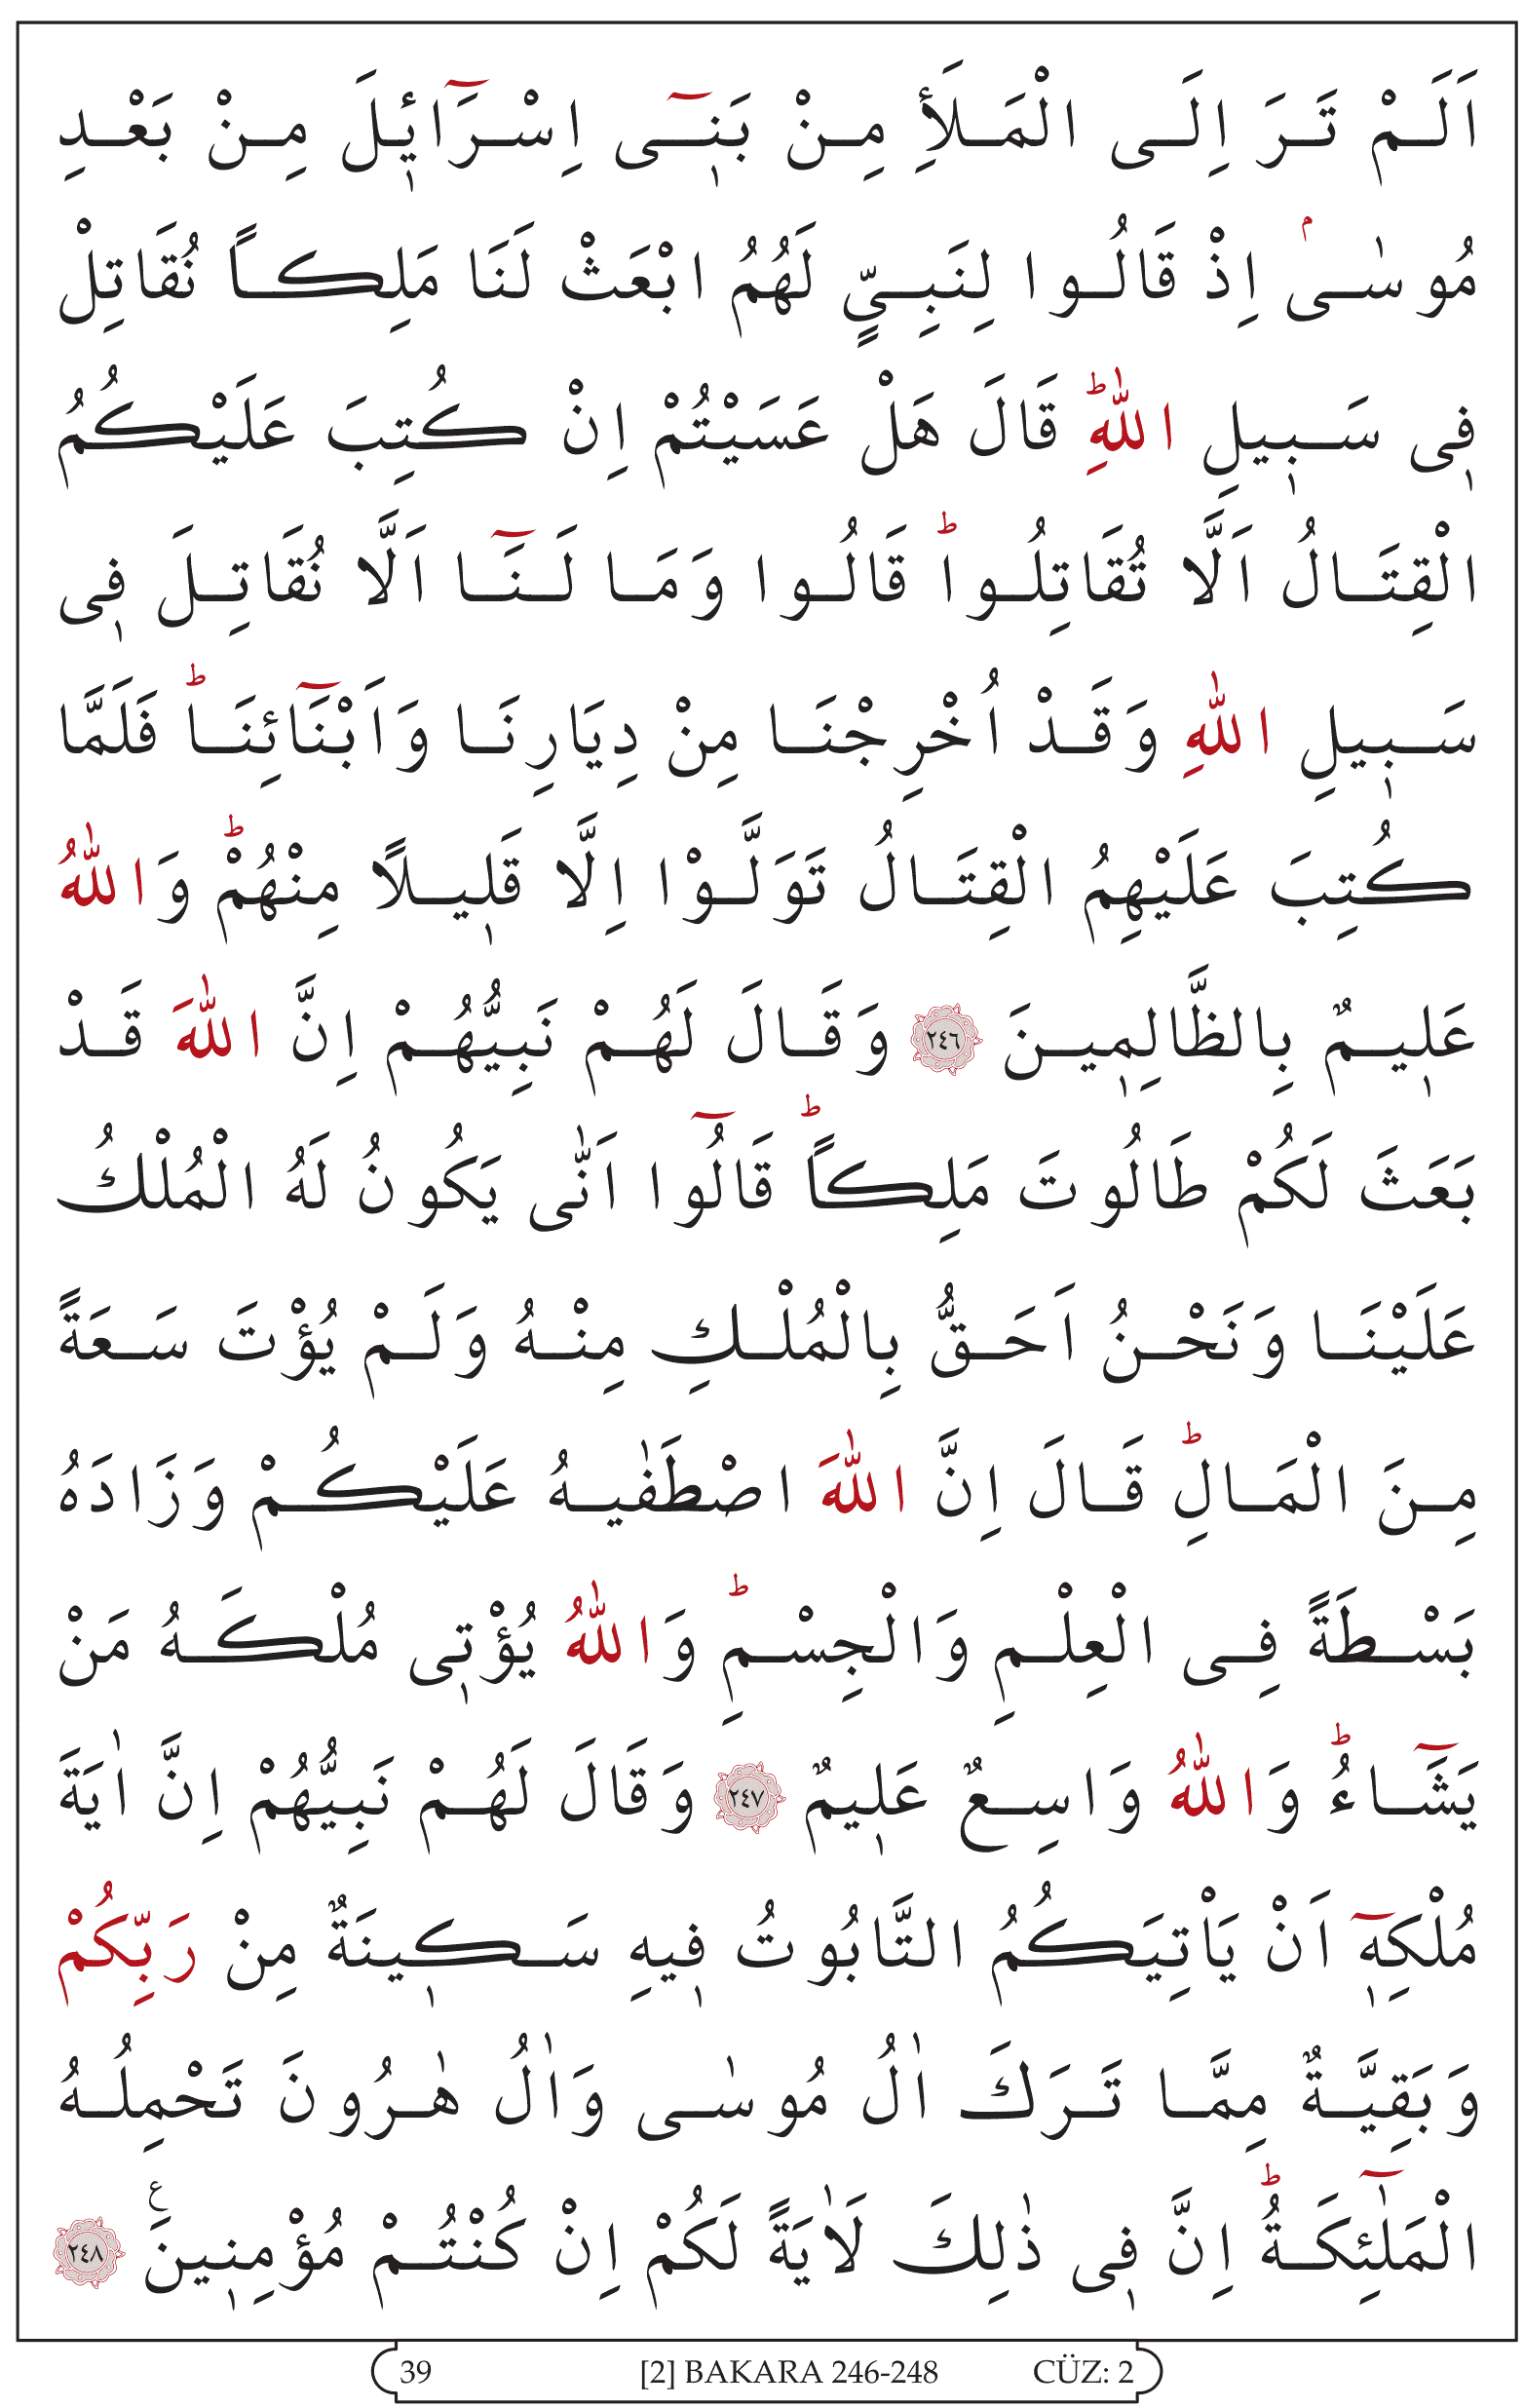 اَلَمْ تَرَ اِلَى الْمَلَأِ مِنْ بَنٖٓى اِسْرَٓائٖلَ مِنْ بَعْدِ
مُوسٰىۘ اِذْ قَالُوا لِنَبِيٍّ لَهُمُ ابْعَثْ لَنَا مَلِكاً نُقَاتِلْ
فٖى سَبٖيلِ اللّٰهِؕ قَالَ هَلْ عَسَيْتُمْ اِنْ كُتِبَ عَلَيْكُمُ
الْقِتَالُ اَلَّا تُقَاتِلُواؕ قَالُوا وَمَا لَنَٓا اَلَّا نُقَاتِلَ فٖى
سَبٖيلِ اللّٰهِ وَقَدْ اُخْرِجْنَا مِنْ دِيَارِنَا وَاَبْنَٓائِنَاؕ فَلَمَّا
كُتِبَ عَلَيْهِمُ الْقِتَالُ تَوَلَّوْا اِلَّا قَلٖيلاً مِنْهُمْؕ وَاللّٰهُ
عَلٖيمٌ بِالظَّالِمٖينَ ﴿٢٤٦﴾ وَقَالَ لَهُمْ نَبِيُّهُمْ اِنَّ اللّٰهَ قَدْ
بَعَثَ لَكُمْ طَالُوتَ مَلِكاًؕ قَالُٓوا اَنّٰى يَكُونُ لَهُ الْمُلْكُ
عَلَيْنَا وَنَحْنُ اَحَقُّ بِالْمُلْكِ مِنْهُ وَلَمْ يُؤْتَ سَعَةً
مِنَ الْمَالِؕ قَالَ اِنَّ اللّٰهَ اصْطَفٰيهُ عَلَيْكُمْ وَزَادَهُ
بَسْطَةً فِى الْعِلْمِ وَالْجِسْمِؕ وَاللّٰهُ يُؤْتٖى مُلْكَهُ مَنْ
يَشَٓاءُؕ وَاللّٰهُ وَاسِعٌ عَلٖيمٌ ﴿٢٤٧﴾ وَقَالَ لَهُمْ نَبِيُّهُمْ اِنَّ اٰيَةَ
مُلْكِهٖٓ اَنْ يَاْتِيَكُمُ التَّابُوتُ فٖيهِ سَكٖينَةٌ مِنْ رَبِّكُمْ
وَبَقِيَّةٌ مِمَّا تَرَكَ اٰلُ مُوسٰى وَاٰلُ هٰرُونَ تَحْمِلُهُ
الْمَلٰٓئِكَةُؕ اِنَّ فٖى ذٰلِكَ لَاٰيَةً لَكُمْ اِنْ كُنْتُمْ مُؤْمِنٖينَࣖ ﴿٢٤٨﴾
39 [2] BAKARA 246-248 CÜZ: 2